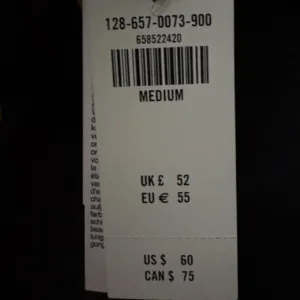 128-657-0073-900
658522420
MEDIUM
UK £ 52
EU € 55
US $ 60
CAN $ 75